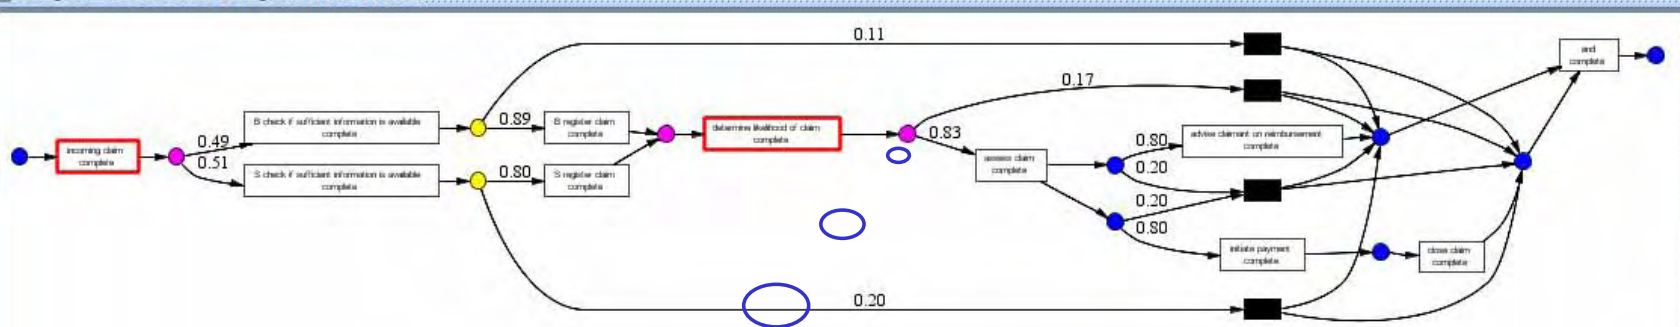 0.11
end
complete
0.17
0.89
B check if sufficient information is available
complete
B register claim
complete
determine likelihood of claim
complete
0.83
advise claimant on reimbursement
complete
0.80
0.49
incoming claim
complete
0.51
assess claim
complete
0.20
S check if sufficient information is available
complete
0.80
S register claim
complete
0.20
0.80
initiate payment
complete
close claim
complete
0.20